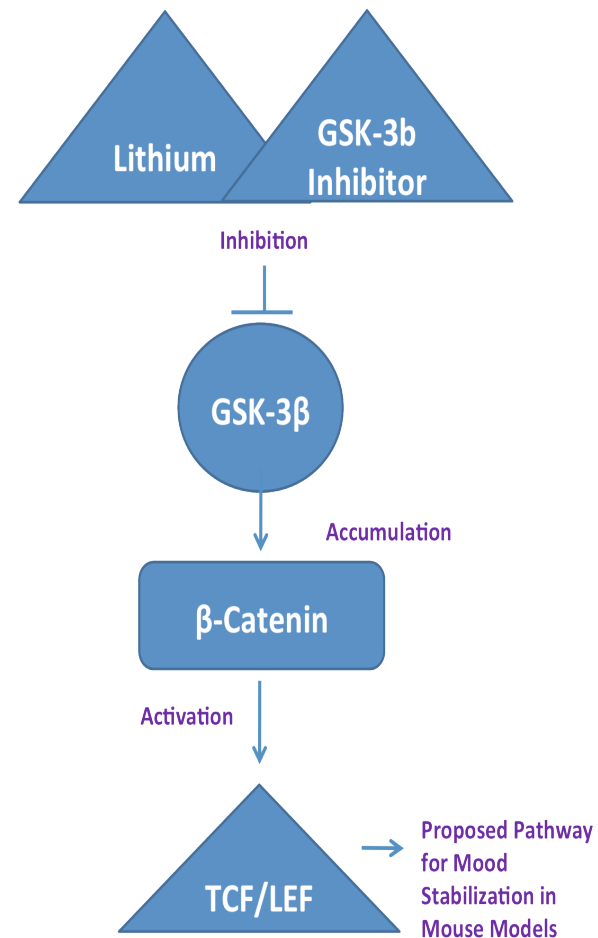 Lithium
GSK-3b
Inhibitor
Inhibition
GSK-3β
Accumulation
β-Catenin
Activation
TCF/LEF
Proposed Pathway
for Mood
Stabilization in
Mouse Models